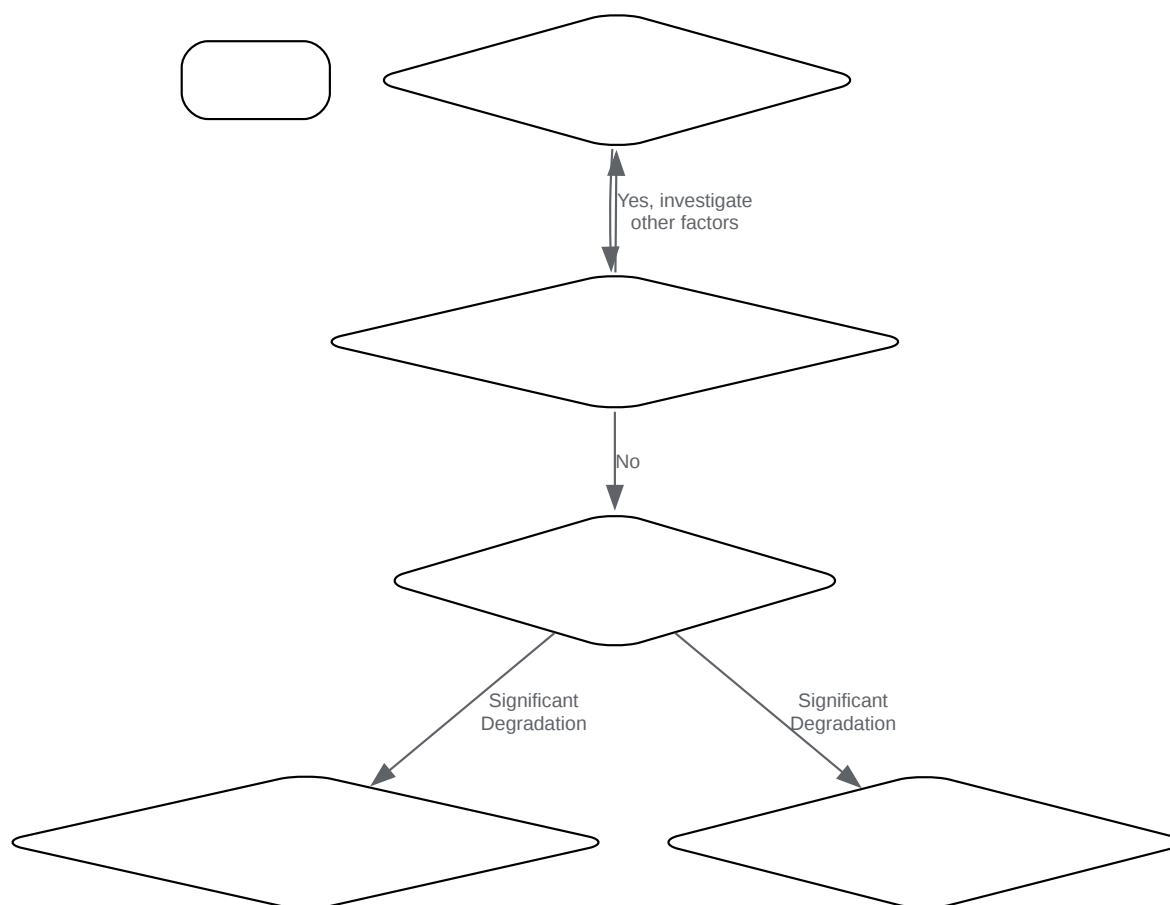 Yes, investigate
other factors
No
Significant
Degradation
Significant
Degradation